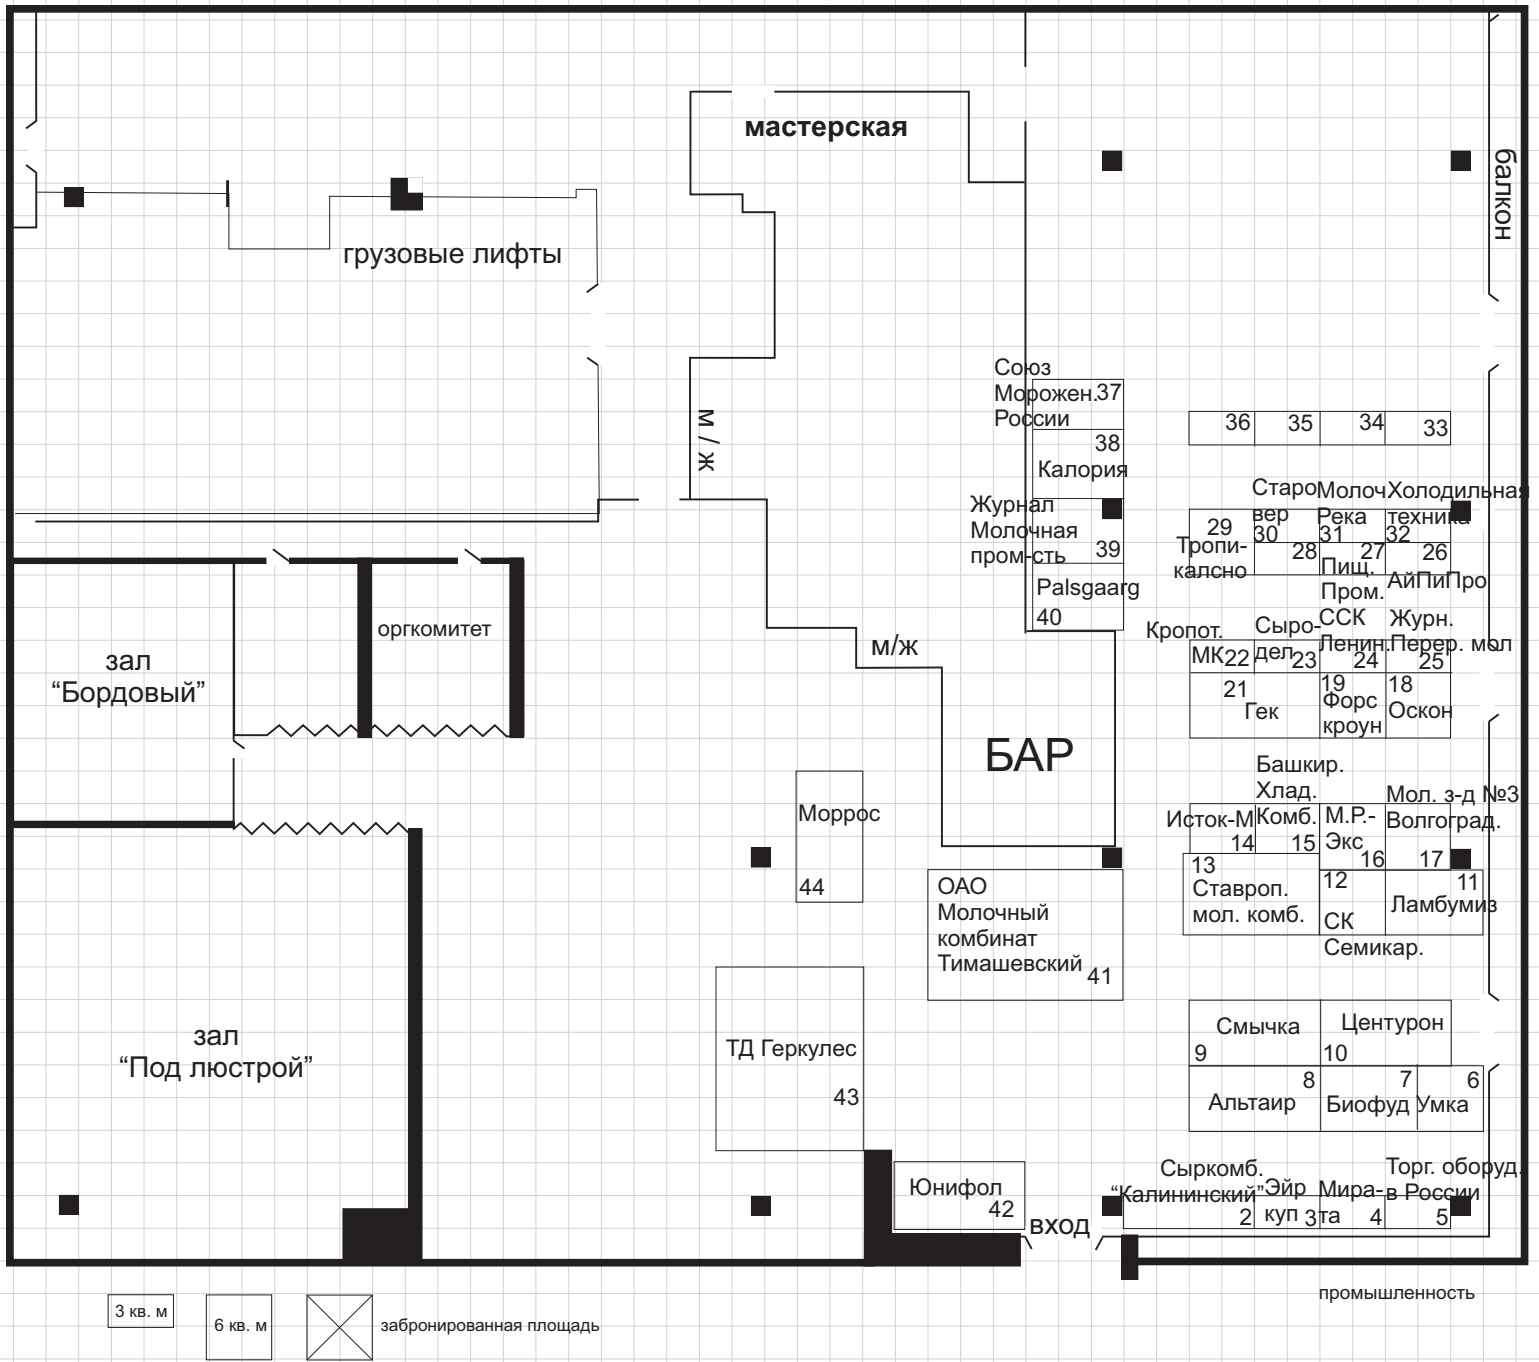 мастерская
балкон
грузовые лифты
м / ж
Союз
Морожен.37
России
38
Калория
Журнал
Молочная
пром-сть 39
Palsgaarg
40
36 35 34 33
Старо
вер
30
Молоч
Река
31
Холодильная
техника
32
29
Тропи-
калсно
28
27
Пищ.
Пром.
26
АйПиПро
Кропот.
МК22
Сыро-
дел23
ССК
Ленин.
24
Журн.
Перер. мол
25
21
Гек
19
Форс
кроун
18
Оскон
зал
“Бордовый”
оргкомитет
м/ж
БАР
Моррос
44
Исток-М
14
Башкир.
Хлад.
Комб.
15
М.Р.-
Экс
16
Мол. з-д №3
Волгоград.
17
13
Ставроп.
мол. комб.
12
СК
Семикар.
11
Ламбумиз
ОАО
Молочный
комбинат
Тимашевский
41
зал
“Под люстрой”
ТД Геркулес
43
Смычка
9
Центурон
10
8
Альтаир
7
Биофуд
6
Умка
Юнифол
42
вход
Сыркомб.
“Калининский”
2
Эйр
куп 3
Мира-
та 4
Торг. оборуд.
в России
5
промышленность
3 кв. м
6 кв. м
забронированная площадь